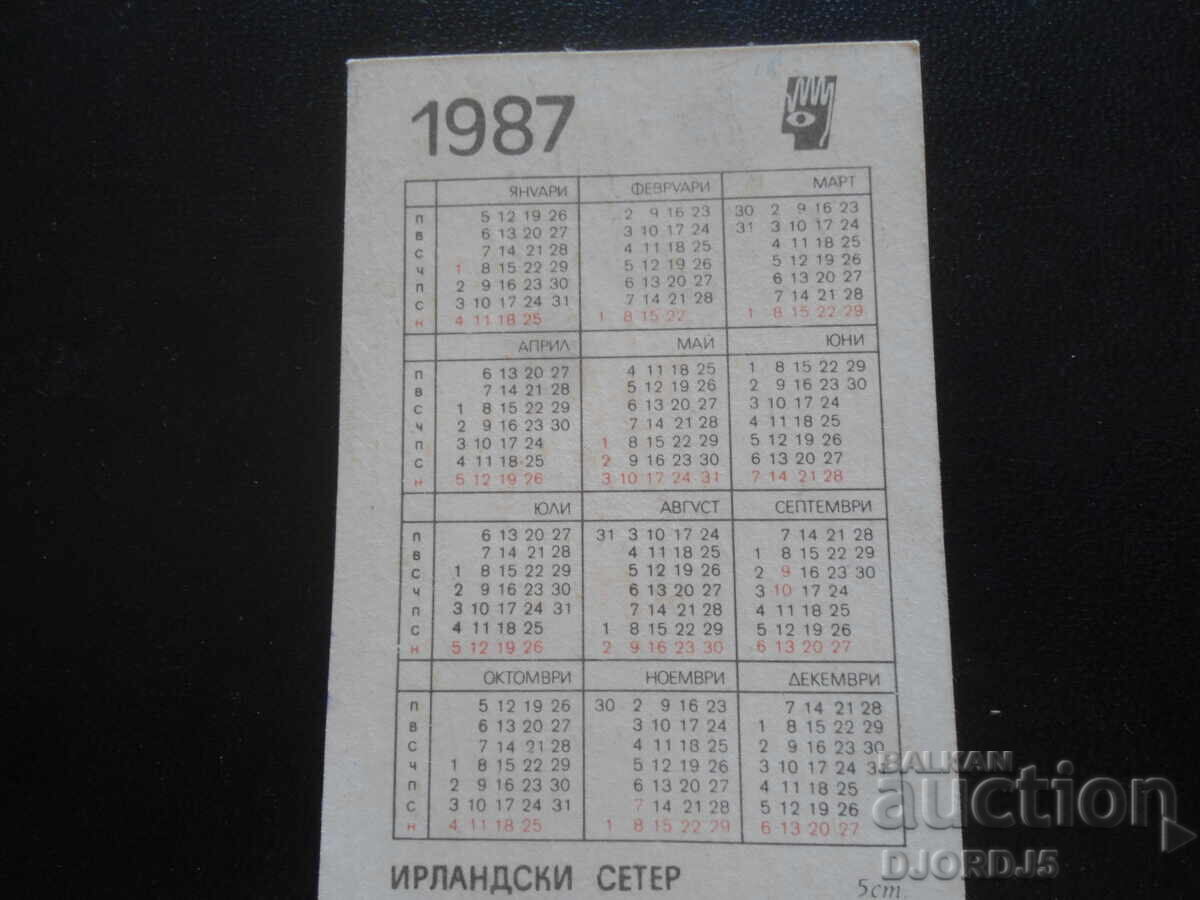 1987
ЯНУАРИ ФЕВРУАРИ МАРТ
П 5 12 19 26 2 9 16 23 30 2 9 16 23
В 6 13 20 27 3 10 17 24 31 3 10 17 24
С 7 14 21 28 4 11 18 25 4 11 18 25
Ч 1 8 15 22 29 5 12 19 26 5 12 19 26
П 2 9 16 23 30 6 13 20 27 6 13 20 27
С 3 10 17 24 31 7 14 21 28 7 14 21 28
Н 4 11 18 25 1 8 15 22 1 8 15 22 29
АПРИЛ МАЙ ЮНИ
П 6 13 20 27 4 11 18 25 1 8 15 22 29
В 7 14 21 28 5 12 19 26 2 9 16 23 30
С 1 8 15 22 29 6 13 20 27 3 10 17 24
Ч 2 9 16 23 30 7 14 21 28 4 11 18 25
П 3 10 17 24 1 8 15 22 29 5 12 19 26
С 4 11 18 25 2 9 16 23 30 6 13 20 27
Н 5 12 19 26 3 10 17 24 31 7 14 21 28
ЮЛИ АВГУСТ СЕПТЕМВРИ
П 6 13 20 27 31 3 10 17 24 7 14 21 28
В 7 14 21 28 4 11 18 25 1 8 15 22 29
С 1 8 15 22 29 5 12 19 26 2 9 16 23 30
Ч 2 9 16 23 30 6 13 20 27 3 10 17 24
П 3 10 17 24 31 7 14 21 28 4 11 18 25
С 4 11 18 25 1 8 15 22 29 5 12 19 26
Н 5 12 19 26 2 9 16 23 30 6 13 20 27
ОКТОМВРИ НОЕМВРИ ДЕКЕМВРИ
П 5 12 19 26 30 2 9 16 23 7 14 21 28
В 6 13 20 27 3 10 17 24 1 8 15 22 29
С 7 14 21 28 4 11 18 25 2 9 16 23 30
Ч 1 8 15 22 29 5 12 19 26 3 10 17 24 31
П 2 9 16 23 30 6 13 20 27 4 11 18 25
С 3 10 17 24 31 7 14 21 28 5 12 19 26
Н 4 11 18 25 1 8 15 22 29 6 13 20 27
ИРЛАНДСКИ СЕТЕР
5 cm.
BALKAN
auction
DJORDJ5